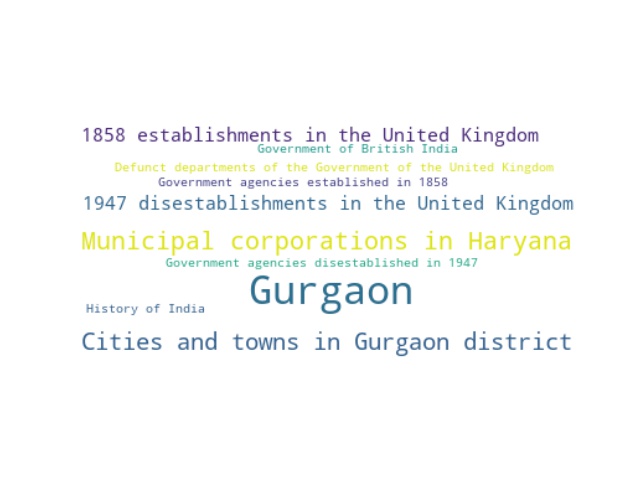 1858 establishments in the United Kingdom
Government of British India
Defunct departments of the Government of the United Kingdom
Government agencies established in 1858
1947 disestablishments in the United Kingdom
Municipal corporations in Haryana
Government agencies disestablished in 1947
Gurgaon
History of India
Cities and towns in Gurgaon district